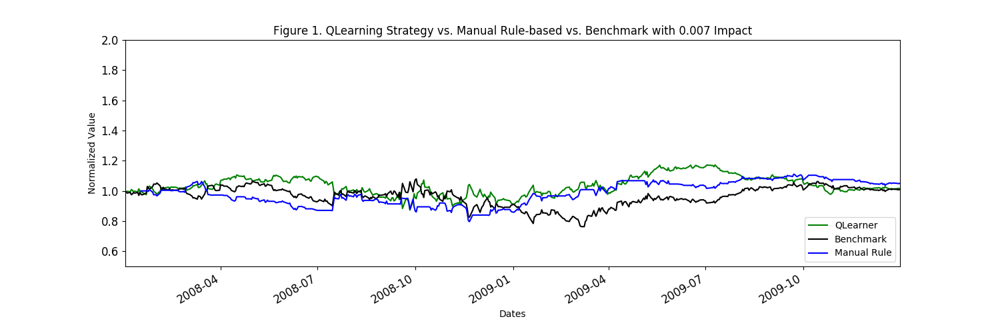 Figure 1. QLearning Strategy vs. Manual Rule-based vs. Benchmark with 0.007 Impact
2.0
1.8
1.6
1.4
1.2
1.0
0.8
0.6
Normalized Value
QLearner
Benchmark
Manual Rule
2008-04
2008-07
2008-10
2009-01
2009-04
2009-07
2009-10
Dates